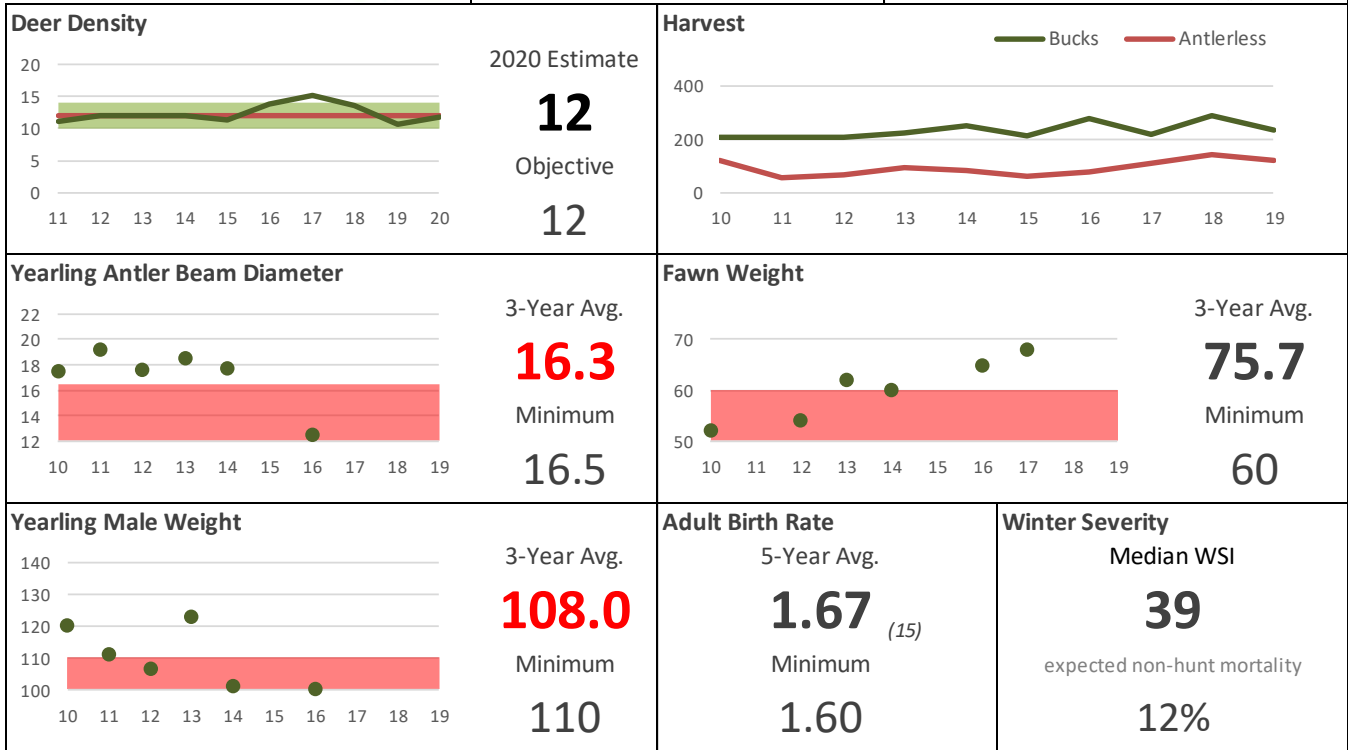 Deer Density
20
15
10
5
0
11 12 13 14 15 16 17 18 19 20
2020 Estimate
12
Objective
12
Harvest
Bucks Antlerless
400
200
0
10 11 12 13 14 15 16 17 18 19
Yearling Antler Beam Diameter
22
20
18
16
14
12
10 11 12 13 14 15 16 17 18 19
3-Year Avg.
16.3
Minimum
16.5
Fawn Weight
70
60
50
10 11 12 13 14 15 16 17 18 19
3-Year Avg.
75.7
Minimum
60
Yearling Male Weight
140
130
120
110
100
10 11 12 13 14 15 16 17 18 19
3-Year Avg.
108.0
Minimum
110
Adult Birth Rate
5-Year Avg.
1.67 (15)
Minimum
1.60
Winter Severity
Median WSI
39
expected non-hunt mortality
12%